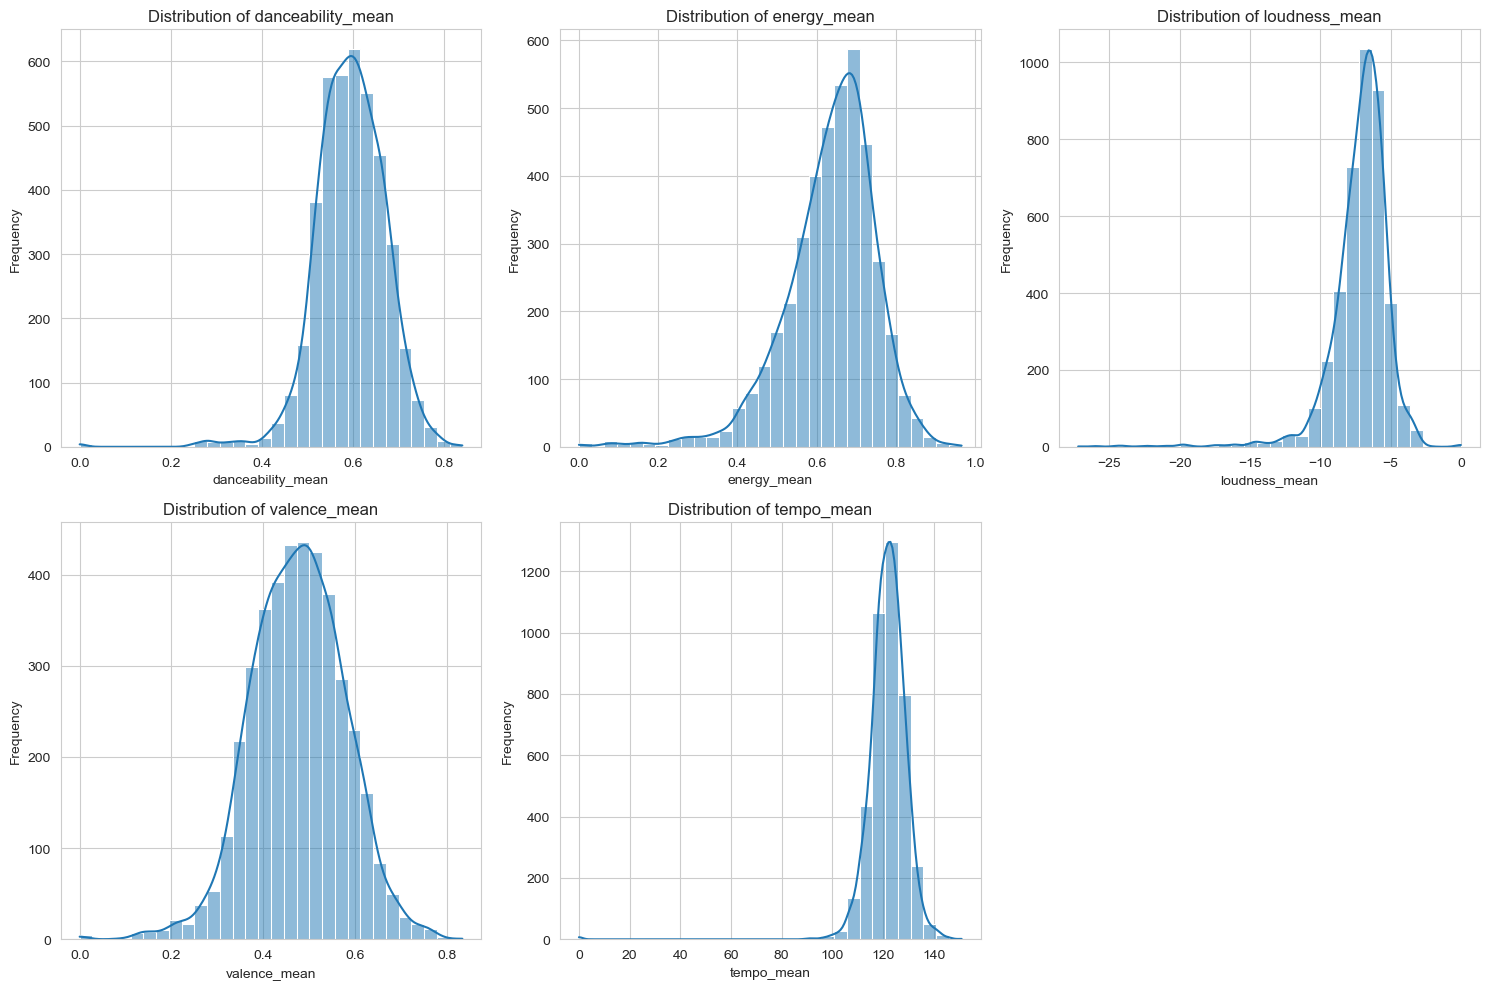 Distribution of danceability_mean
600
500
400
300
200
100
0
Frequency
0.0 0.2 0.4 0.6 0.8
danceability_mean
Distribution of energy_mean
600
500
400
300
200
100
0
Frequency
0.0 0.2 0.4 0.6 0.8 1.0
energy_mean
Distribution of loudness_mean
1000
800
600
400
200
0
Frequency
−25 −20 −15 −10 −5 0
loudness_mean
Distribution of valence_mean
400
300
200
100
0
Frequency
0.0 0.2 0.4 0.6 0.8
valence_mean
Distribution of tempo_mean
1200
1000
800
600
400
200
0
Frequency
0 20 40 60 80 100 120 140
tempo_mean